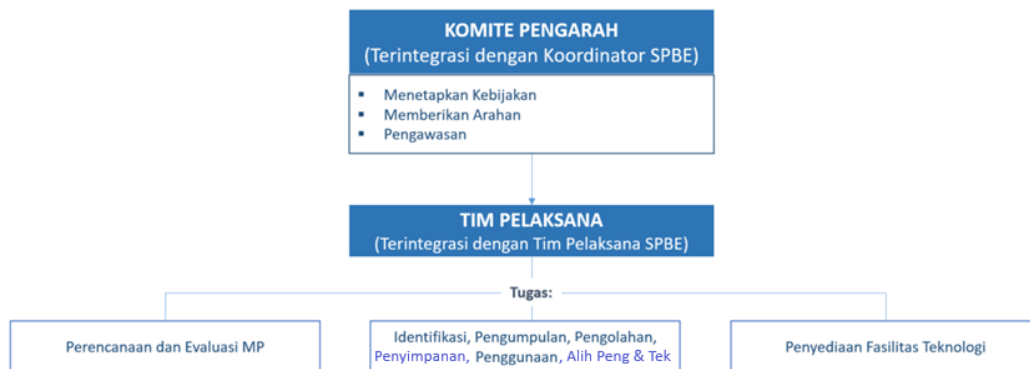 KOMITE PENGARAH
(Terintegrasi dengan Koordinator SPBE)
▪ Menetapkan Kebijakan
▪ Memberikan Arahan
▪ Pengawasan
TIM PELAKSANA
(Terintegrasi dengan Tim Pelaksana SPBE)
Tugas:
Perencanaan dan Evaluasi MP
Identifikasi, Pengumpulan, Pengolahan,
Penyimpanan, Penggunaan, Alih Peng & Tek
Penyediaan Fasilitas Teknologi